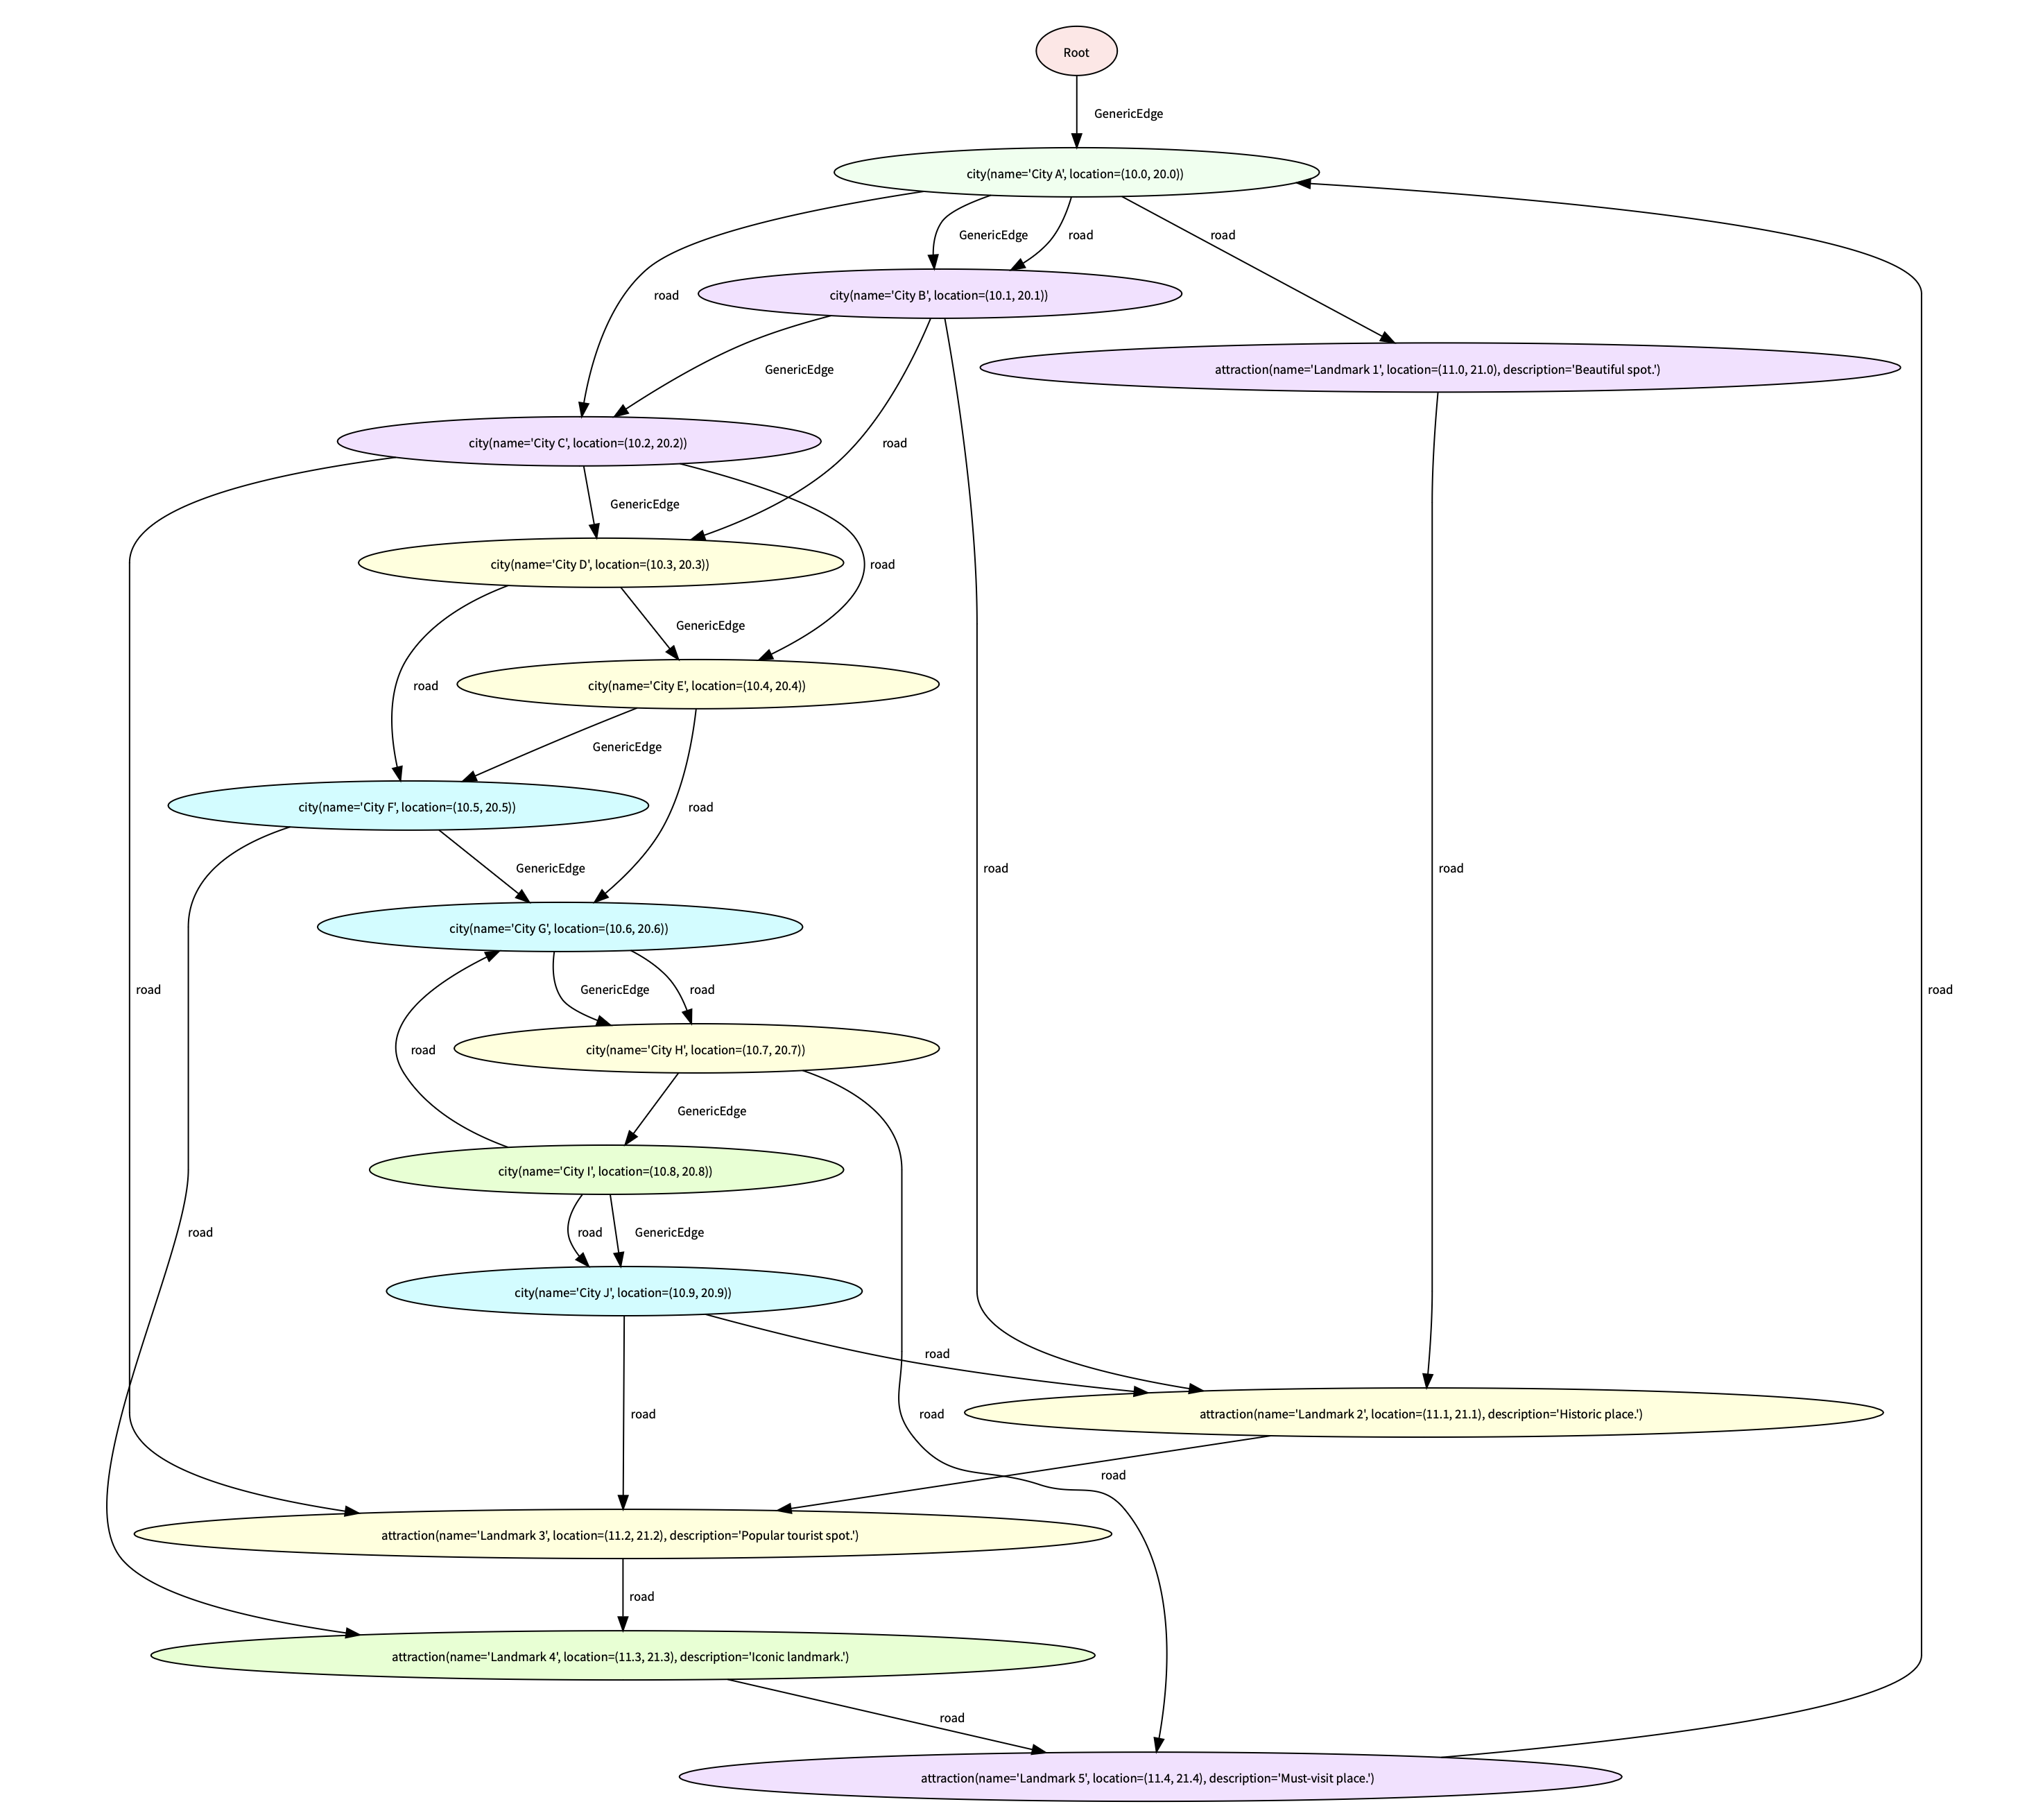 Root
GenericEdge
city(name='City A', location=(10.0, 20.0))
GenericEdge
road
road
road
city(name='City B', location=(10.1, 20.1))
road
GenericEdge
attraction(name='Landmark 1', location=(11.0, 21.0), description='Beautiful spot.')
city(name='City C', location=(10.2, 20.2))
road
GenericEdge
city(name='City D', location=(10.3, 20.3))
road
GenericEdge
city(name='City E', location=(10.4, 20.4))
road
GenericEdge
city(name='City F', location=(10.5, 20.5))
road
GenericEdge
road
road
city(name='City G', location=(10.6, 20.6))
road
GenericEdge
road
road
city(name='City H', location=(10.7, 20.7))
road
GenericEdge
city(name='City I', location=(10.8, 20.8))
road
road
GenericEdge
city(name='City J', location=(10.9, 20.9))
road
road
road
attraction(name='Landmark 2', location=(11.1, 21.1), description='Historic place.')
road
attraction(name='Landmark 3', location=(11.2, 21.2), description='Popular tourist spot.')
road
attraction(name='Landmark 4', location=(11.3, 21.3), description='Iconic landmark.')
road
attraction(name='Landmark 5', location=(11.4, 21.4), description='Must-visit place.')